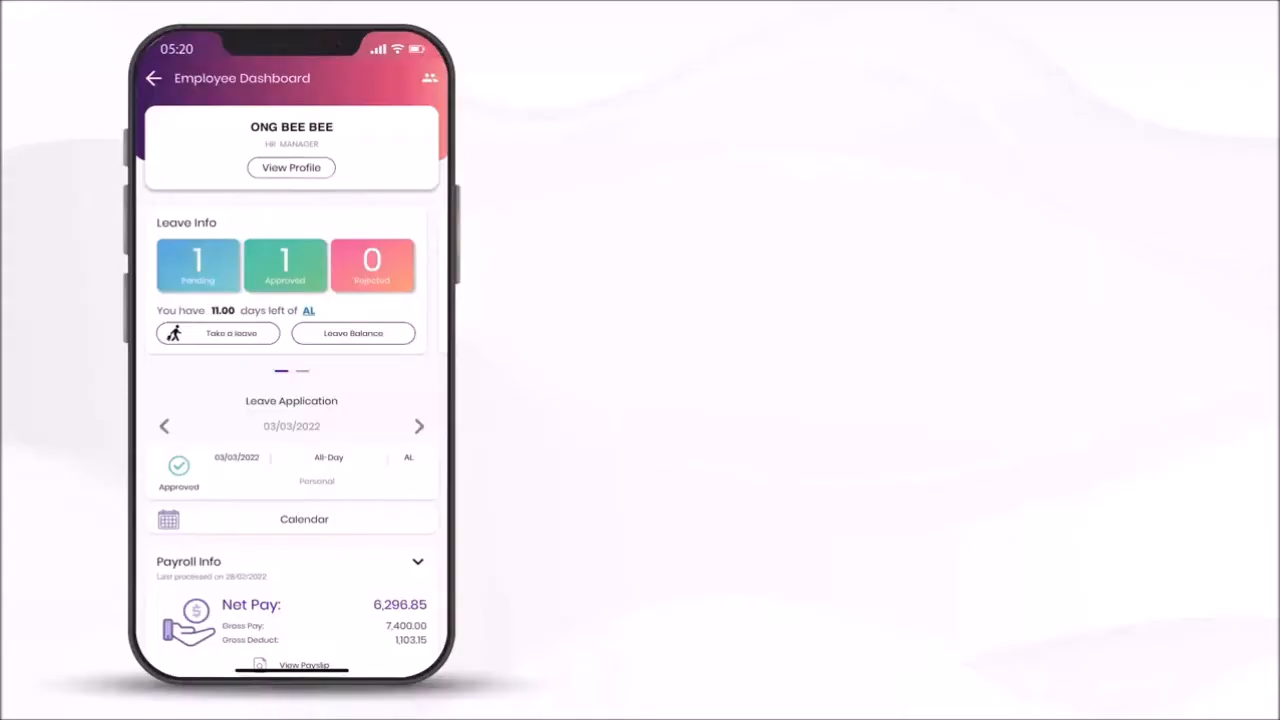 05:20
Employee Dashboard
ONG BEE BEE
HR MANAGER
View Profile
Leave Info
1 1 0
Pending Approved Rejected
You have 11.00 days left of AL
Take a leave Leave Balance
Leave Application
03/03/2022
03/03/2022 All-Day AL
Personal
Approved
Calendar
Payroll Info
Last processed on 28/02/2022
Net Pay: 6,296.85
Gross Pay: 7,400.00
Gross Deduct: 1,103.15
View Payslip